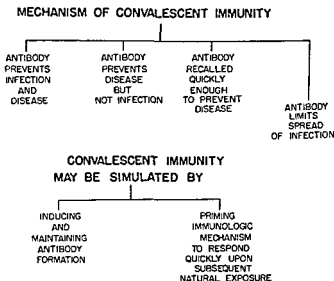 MECHANISM OF CONVALESCENT IMMUNITY
ANTIBODY
PREVENTS
INFECTION
AND
DISEASE
ANTIBODY
PREVENTS
DISEASE
BUT
NOT INFECTION
ANTIBODY
RECALLED
QUICKLY
ENOUGH
TO PREVENT
DISEASE
ANTIBODY
LIMITS
SPREAD
OF INFECTION
CONVALESCENT IMMUNITY
MAY BE SIMULATED BY
INDUCING
AND
MAINTAINING
ANTIBODY
FORMATION
PRIMING
IMMUNOLOGIC
MECHANISM
TO RESPOND
QUICKLY UPON
SUBSEQUENT
NATURAL EXPOSURE